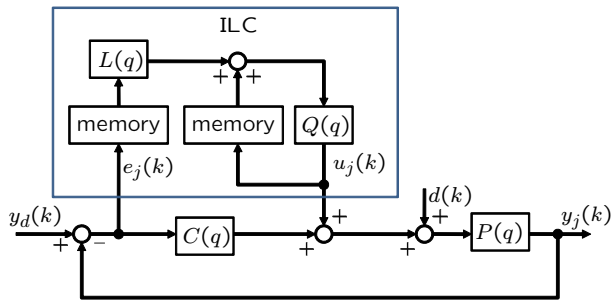 ILC
L(q)
+ +
memory
memory
Q(q)
e_j(k)
u_j(k)
y_d(k)
+
−
C(q)
+
+
d(k)
+
+
P(q)
y_j(k)